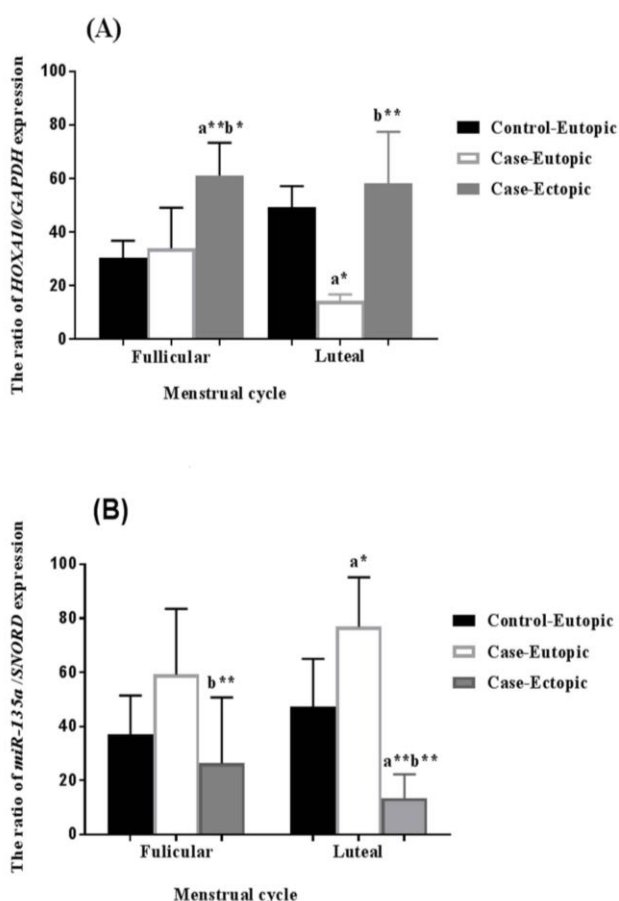 (A)
The ratio of HOXA10/GAPDH expression
100
80
60
40
20
0
a**b*
a*
b**
Fullicular
Luteal
Menstrual cycle
Control-Eutopic
Case-Eutopic
Case-Ectopic
(B)
The ratio of miR-135a /SNORD expression
100
80
60
40
20
0
b**
a*
a**b**
Fulicular
Luteal
Menstrual cycle
Control-Eutopic
Case-Eutopic
Case-Ectopic